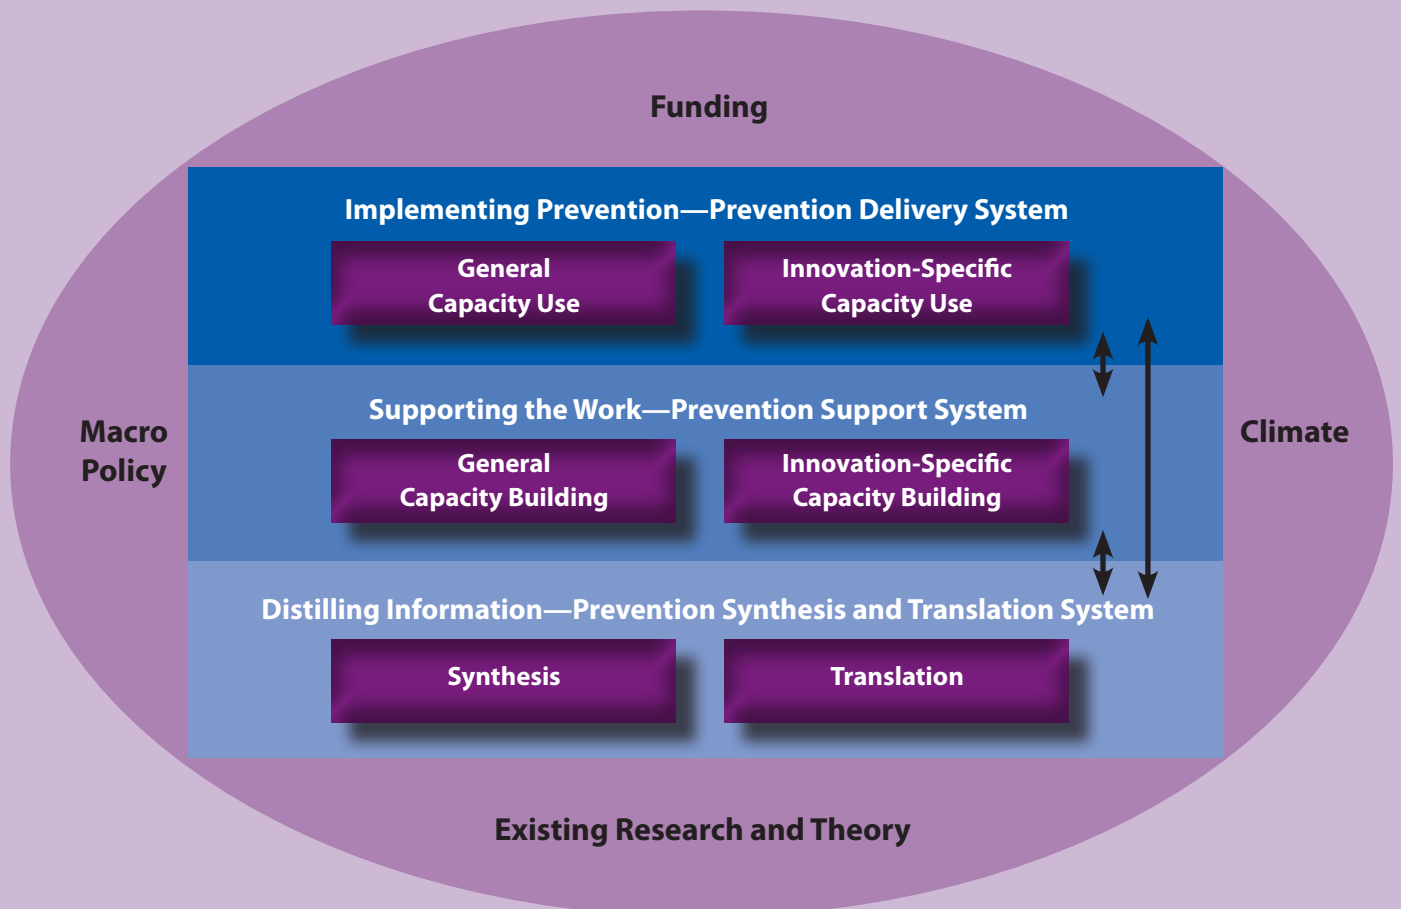 Funding
Implementing Prevention—Prevention Delivery System
General
Capacity Use
Innovation-Specific
Capacity Use
Macro
Policy
Supporting the Work—Prevention Support System
General
Capacity Building
Innovation-Specific
Capacity Building
Climate
Distilling Information—Prevention Synthesis and Translation System
Synthesis
Translation
Existing Research and Theory